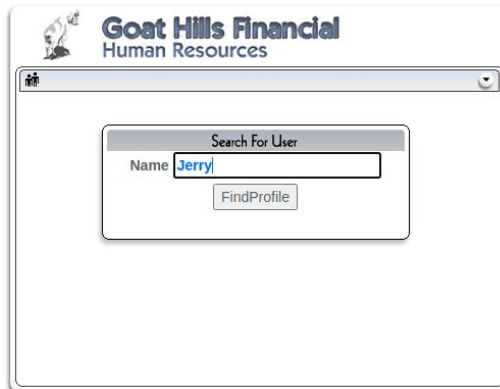 Goat Hills Financial
Human Resources
Search For User
Name Jerry
FindProfile